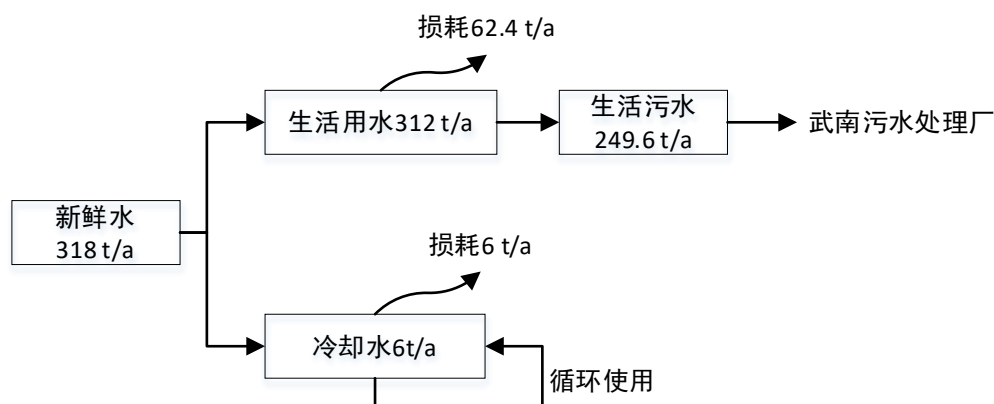 损耗62.4 t/a
生活用水312 t/a
生活污水
249.6 t/a
武南污水处理厂
新鲜水
318 t/a
损耗6 t/a
冷却水6t/a
循环使用